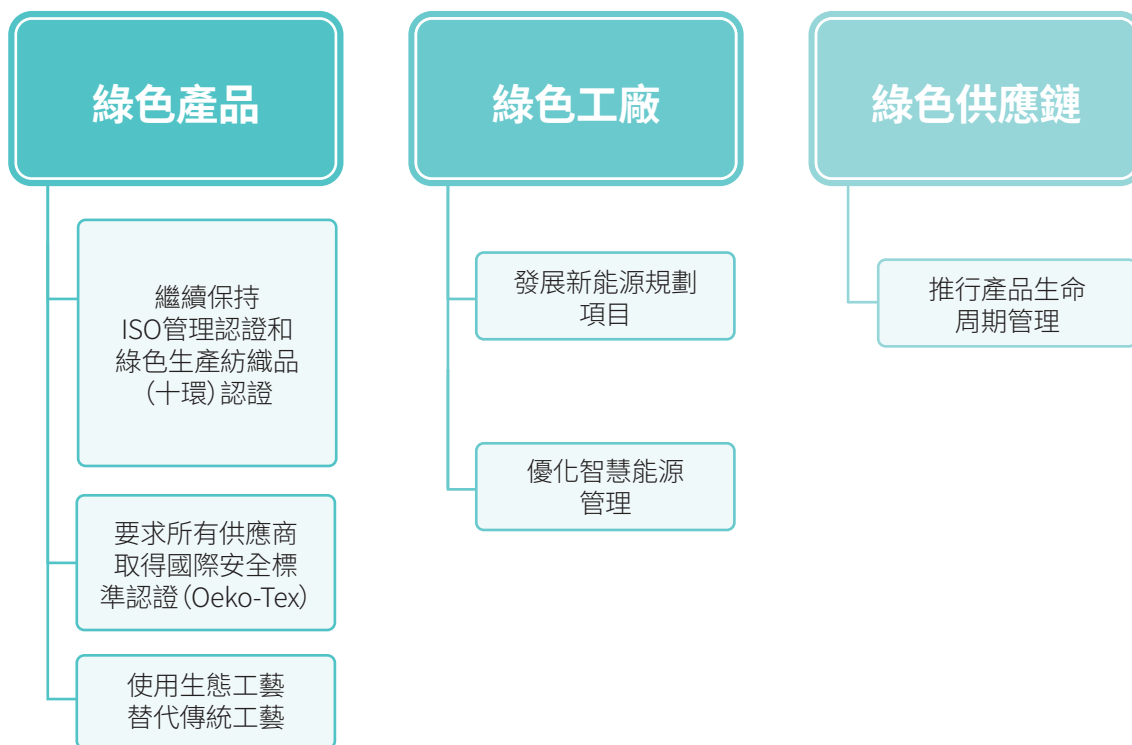 綠色產品
繼續保持
ISO管理認證和
綠色生產紡織品
(十環)認證
要求所有供應商
取得國際安全標
準認證(Oeko-Tex)
使用生態工藝
替代傳統工藝
綠色工廠
發展新能源規劃
項目
優化智慧能源
管理
綠色供應鏈
推行產品生命
周期管理